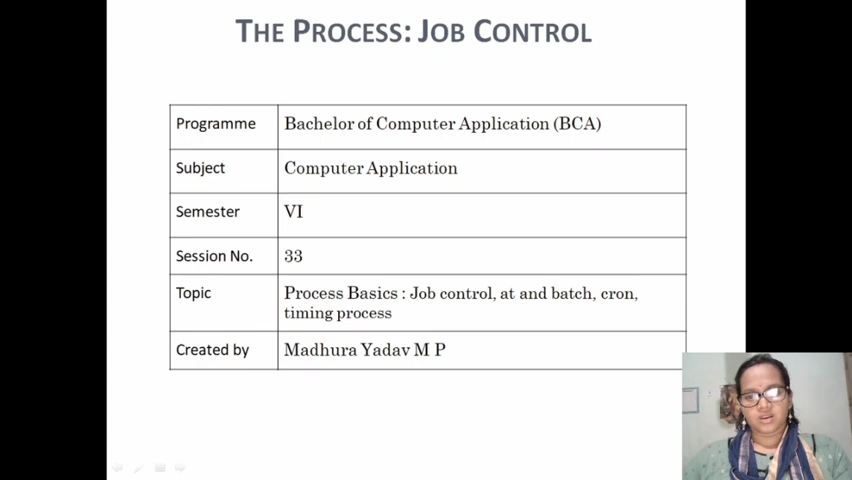 THE PROCESS: JOB CONTROL
Programme Bachelor of Computer Application (BCA)
Subject Computer Application
Semester VI
Session No. 33
Topic Process Basics : Job control, at and batch, cron,
timing process
Created by Madhura Yadav M P